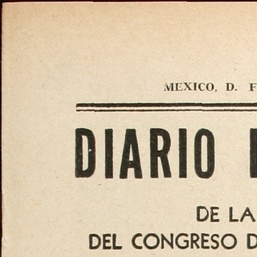 MEXICO, D.
DIARIO
DE LA
DEL CONGRESO